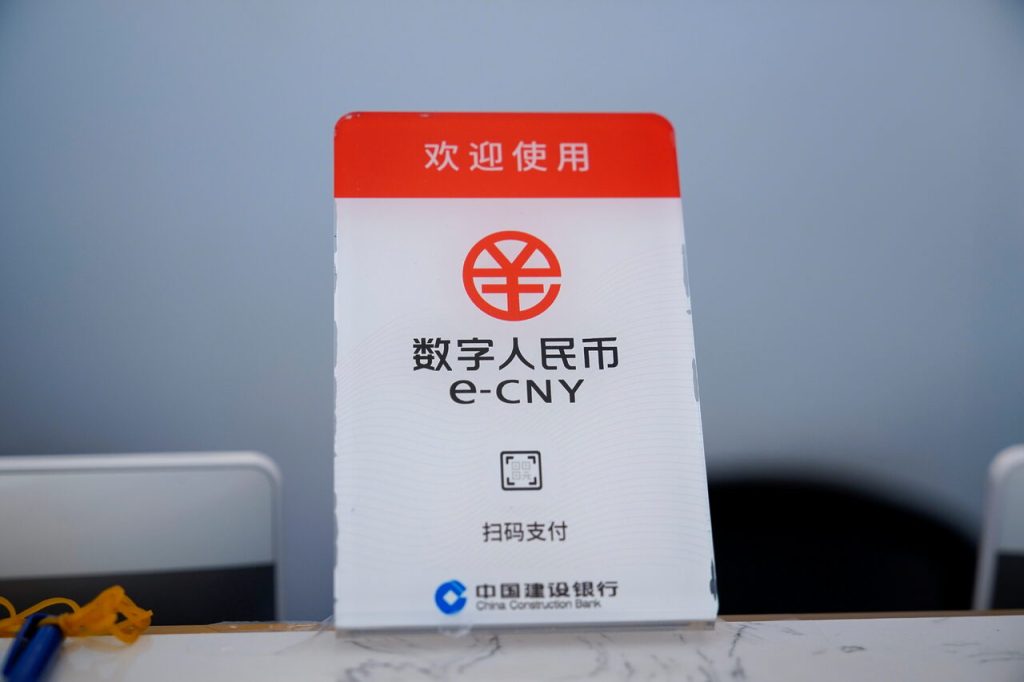 欢迎使用
数字人民币
e-CNY
扫码支付
中国建设银行
China Construction Bank